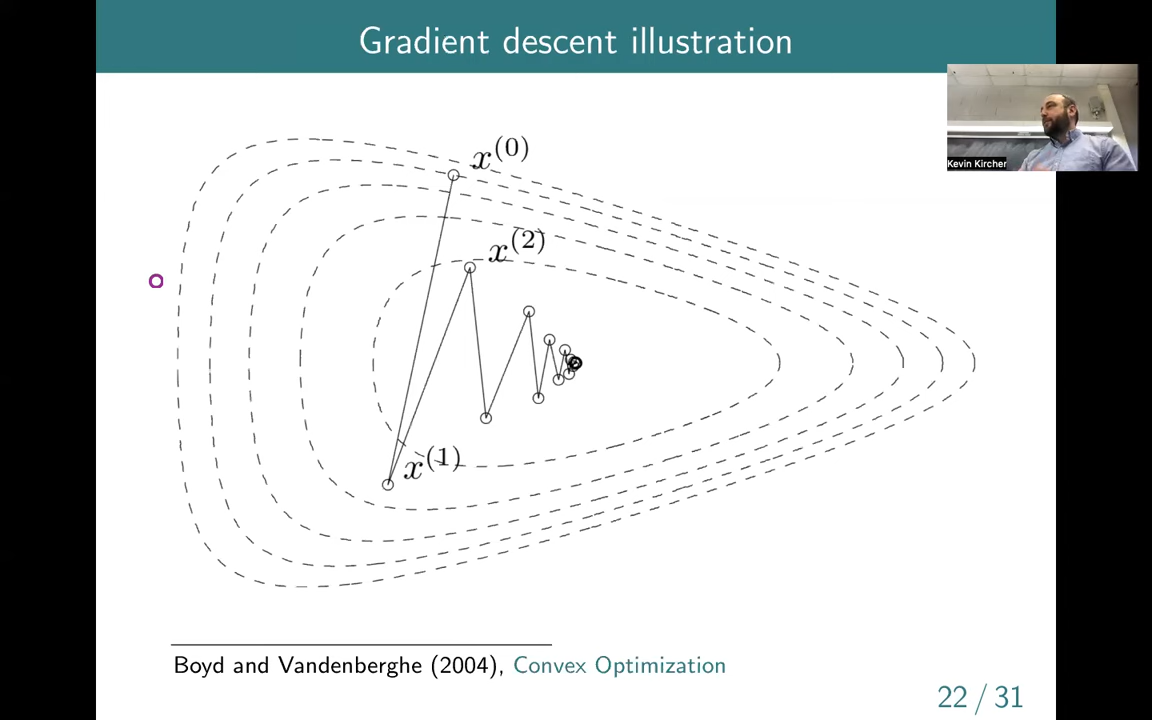 Gradient descent illustration
Kevin Kircher
x^(0)
x^(2)
x^(1)
Boyd and Vandenberghe (2004), Convex Optimization
22 / 31